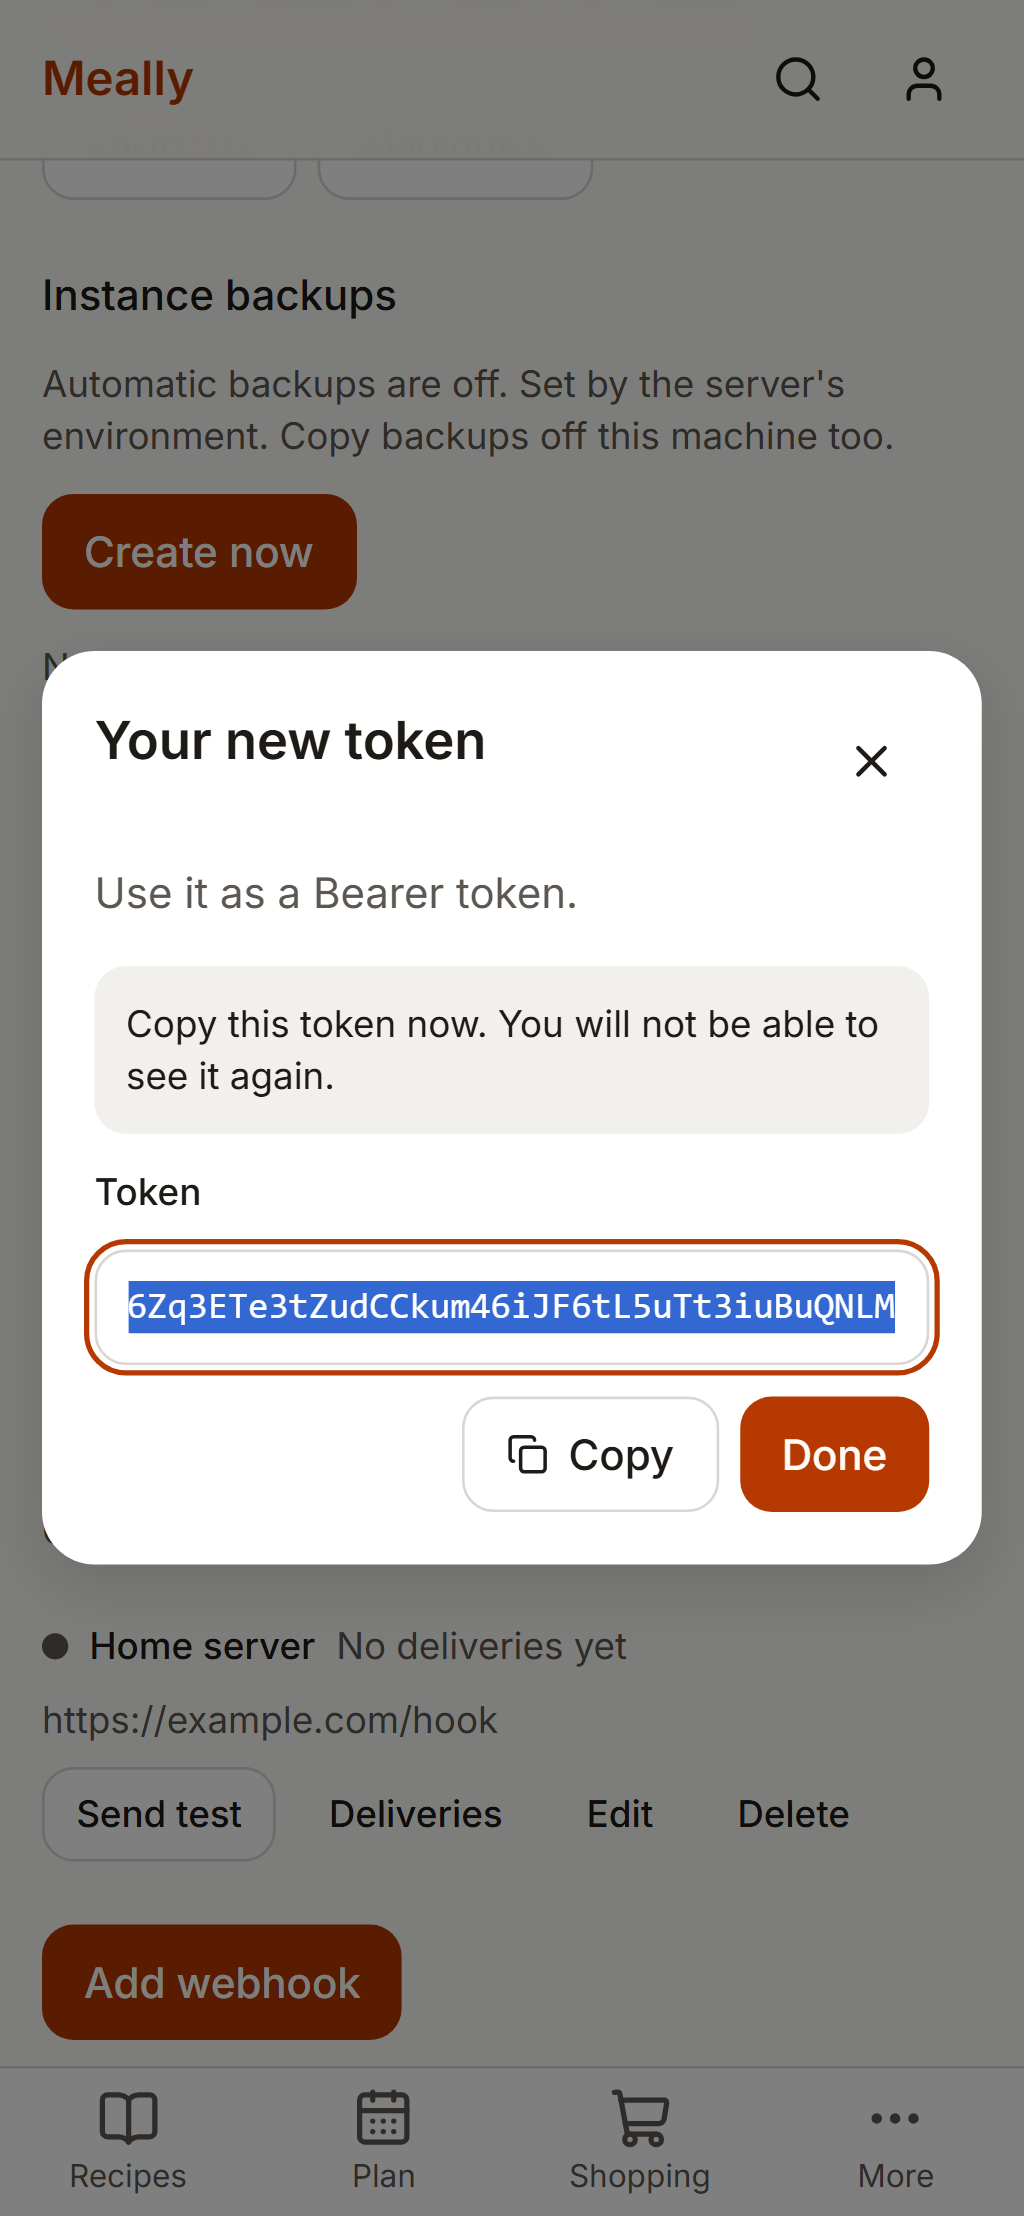 Meally
JSON-LD Markdown
Instance backups
Automatic backups are off. Set by the server's
environment. Copy backups off this machine too.
Create now
Your new token
Use it as a Bearer token.
Copy this token now. You will not be able to
see it again.
Token
6Zq3ETe3tZudCCkum46iJF6tL5uTt3iuBuQNLM
Copy
Done
Home server No deliveries yet
https://example.com/hook
Send test Deliveries Edit Delete
Add webhook
Recipes Plan Shopping More